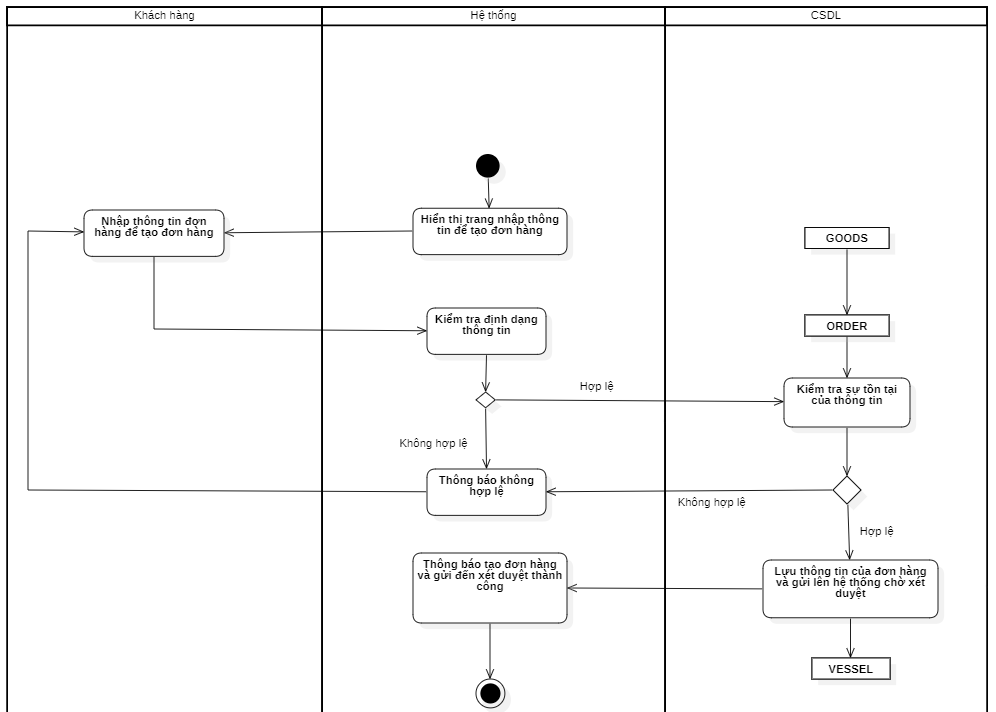 Khách hàng
Hệ thống
CSDL
Nhập thông tin đơn
hàng để tạo đơn hàng
Hiển thị trang nhập thông
tin để tạo đơn hàng
GOODS
Kiểm tra định dạng
thông tin
ORDER
Hợp lệ
Kiểm tra sự tồn tại
của thông tin
Không hợp lệ
Thông báo không
hợp lệ
Không hợp lệ
Hợp lệ
Thông báo tạo đơn hàng
và gửi đến xét duyệt thành
công
Lưu thông tin của đơn hàng
và gửi lên hệ thống chờ xét
duyệt
VESSEL